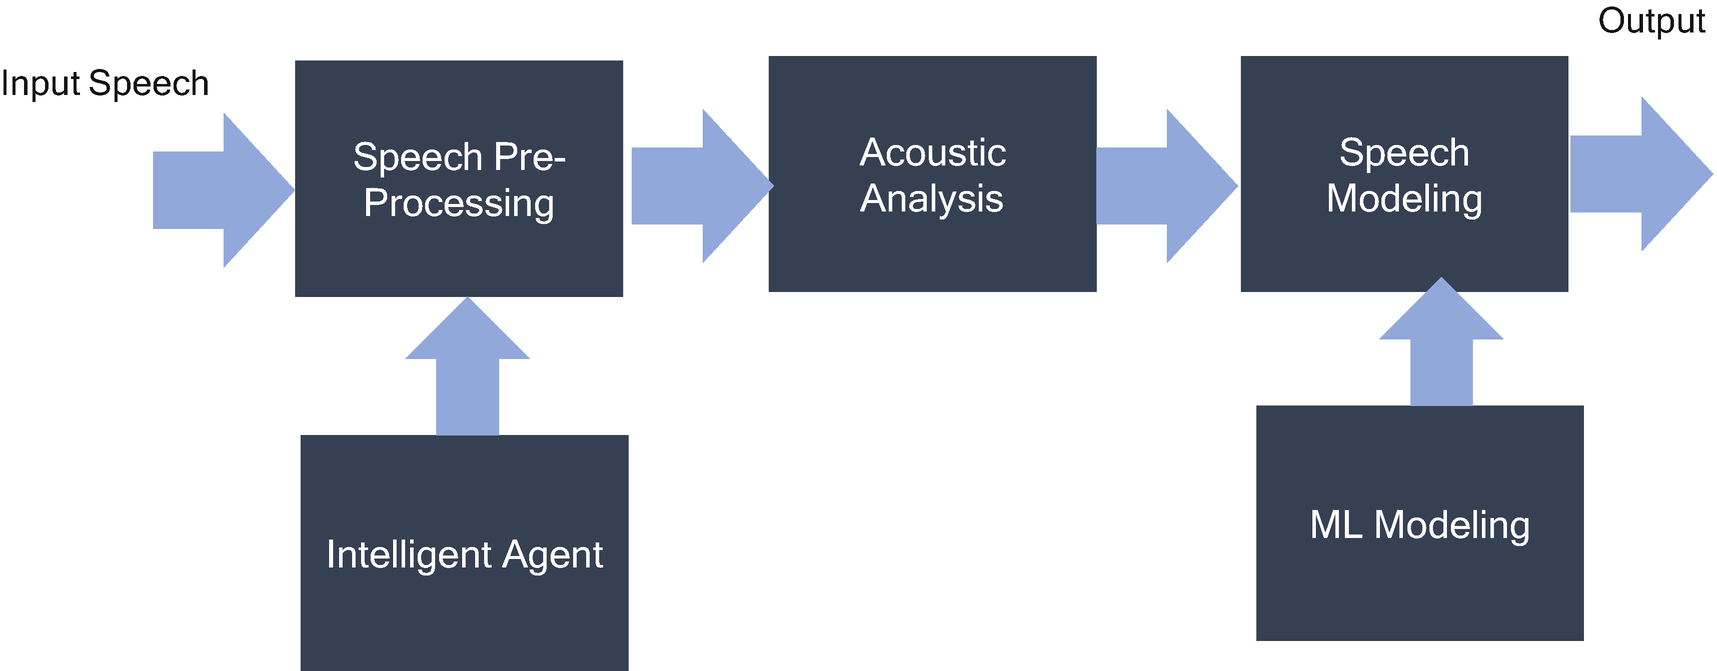 Output
Input Speech
Speech Pre-
Processing
Acoustic
Analysis
Speech
Modeling
Intelligent Agent
ML Modeling